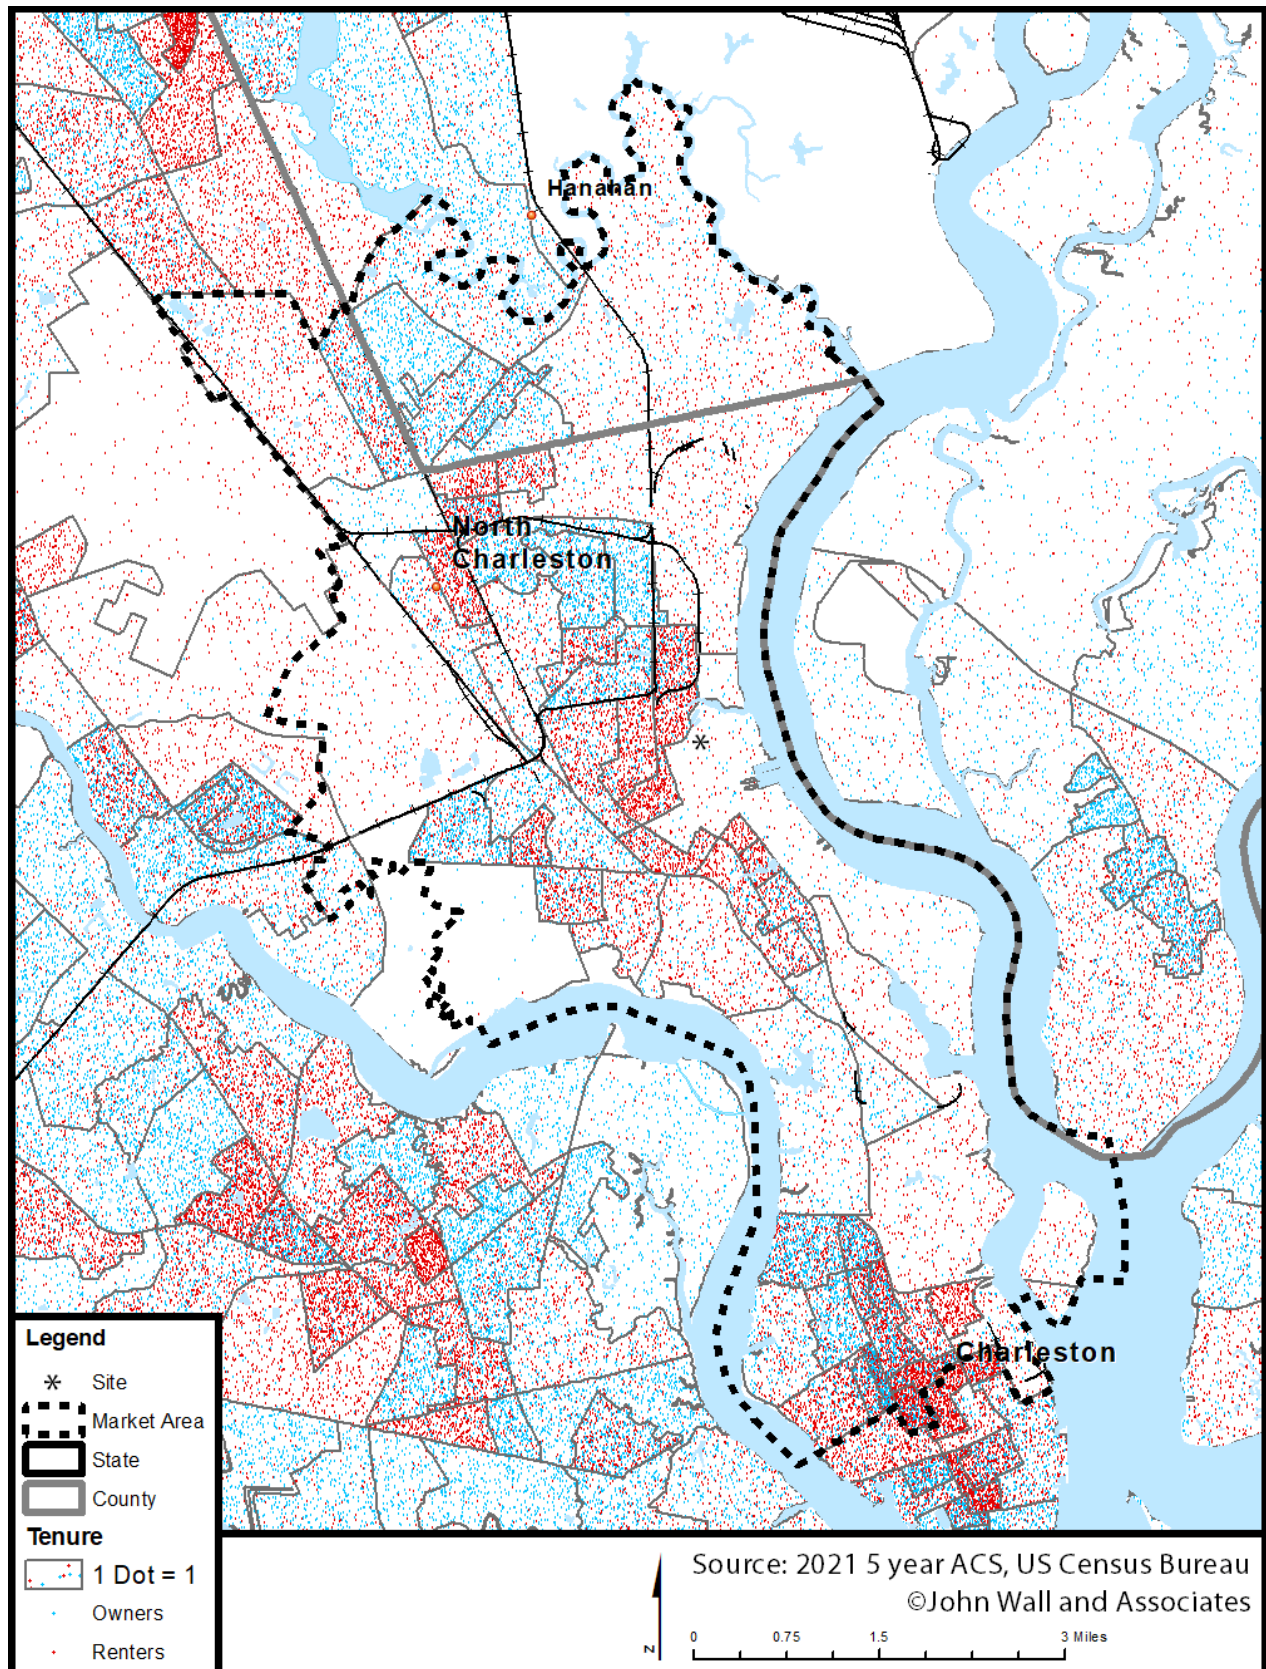 Hanahan
North
Charleston
Charleston
Legend
Site
Market Area
State
County
Tenure
1 Dot = 1
Owners
Renters
Source: 2021 5 year ACS, US Census Bureau
©John Wall and Associates
N
0 0.75 1.5 3 Miles